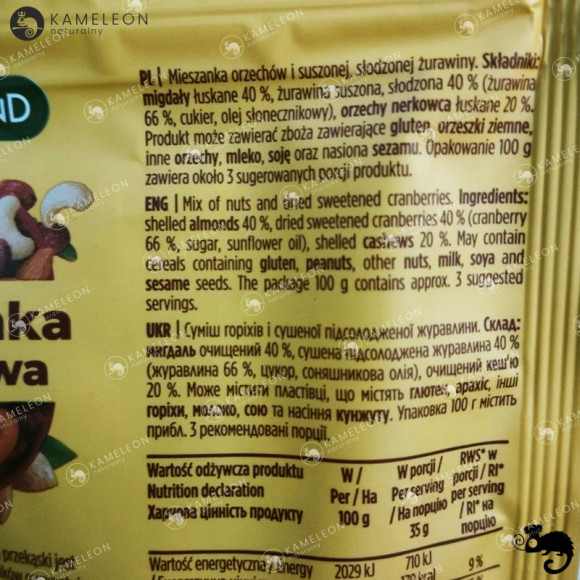 ND
PL | Mieszanka orzechów i suszonej, słodzonej żurawiny. Składniki:
migdały łuskane 40 %, żurawina suszona, słodzona 40 % (żurawina
66 %, cukier, olej słonecznikowy), orzechy nerkowca łuskane 20 %.
Produkt może zawierać zboża zawierające gluten, orzeszki ziemne,
inne orzechy, mleko, soję oraz nasiona sezamu. Opakowanie 100 g
zawiera około 3 sugerowanych porcji produktu.
ENG | Mix of nuts and dried sweetened cranberries. Ingredients:
shelled almonds 40 %, dried sweetened cranberries 40 % (cranberry
66 %, sugar, sunflower oil), shelled cashews 20 %. May contain
cereals containing gluten, peanuts, other nuts, milk, soya and
sesame seeds. The package 100 g contains approx. 3 suggested
servings.
UKR | Суміш горіхів і сушеної підсолодженої журавлини. Склад:
мигдаль очищений 40 %, сушена підсолоджена журавлина 40 %
(журавлина 66 %, цукор, соняшникова олія), очищений кеш'ю
20 %. Може містити пластівці, що містять глютен, арахіс, інші
горіхи, молоко, сою та насіння кунжуту. Упаковка 100 г містить
прибл. 3 рекомендовані порції.
ka
wa
Wartość odżywcza produktu
Nutrition declaration
Харчова цінність продукту
W /
Per / На
100 g
W porcji /
Per serving
/ На порцію
35 g
RWS* w
porcji / RI*
per serving
/ RI* на
порцію
przekąski jest
Wartość energetyczna / Energy
2029 kJ
710 kJ
9 %
KAMELEON
naturalny